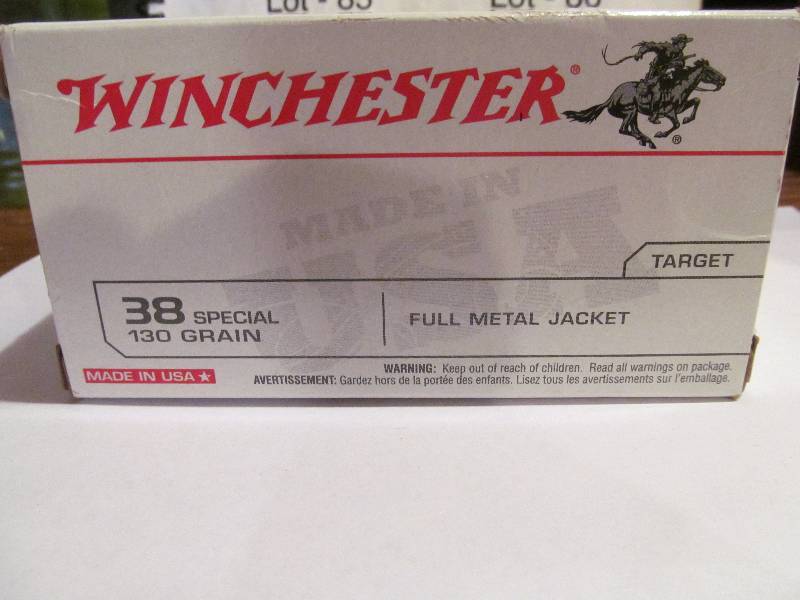 Lot - 85
WINCHESTER®
®
MADE IN
USA
TARGET
38 SPECIAL
130 GRAIN
FULL METAL JACKET
MADE IN USA ★
WARNING: Keep out of reach of children. Read all warnings on package.
AVERTISSEMENT: Gardez hors de la portée des enfants. Lisez tous les avertissements sur l'emballage.